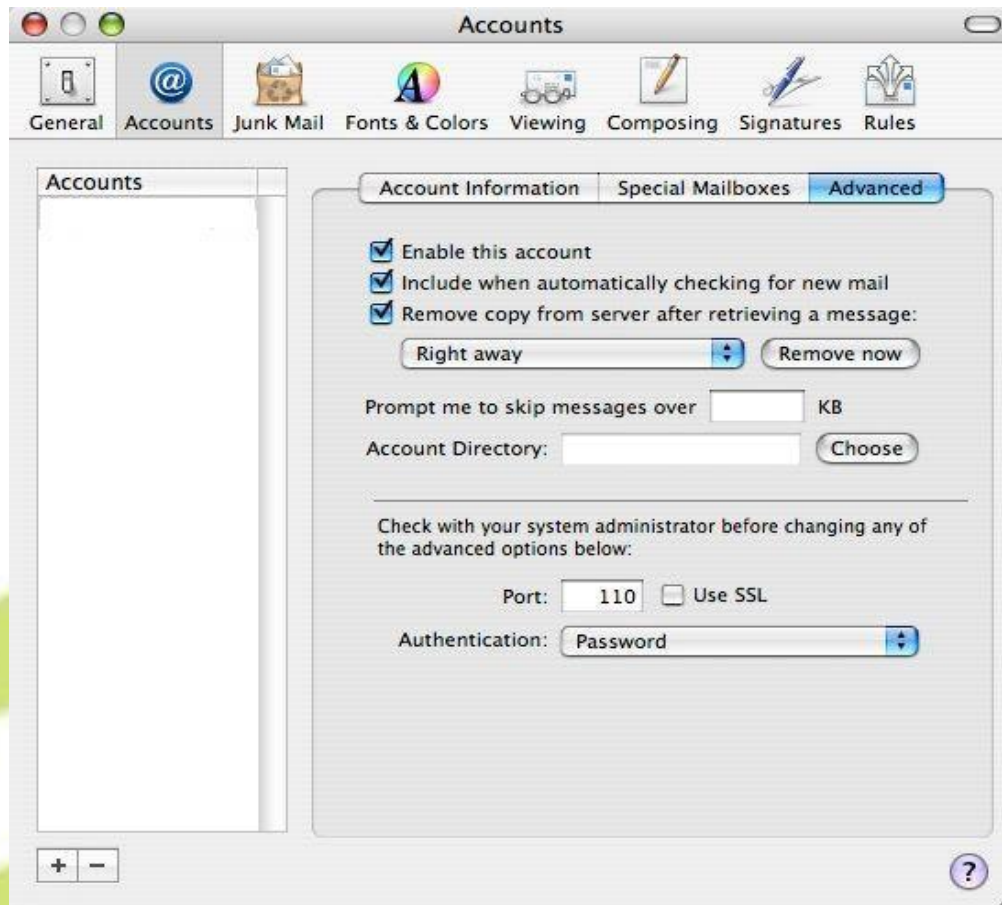 Accounts
General Accounts Junk Mail Fonts & Colors Viewing Composing Signatures Rules
Accounts
Account Information Special Mailboxes Advanced
Enable this account
Include when automatically checking for new mail
Remove copy from server after retrieving a message:
Right away Remove now
Prompt me to skip messages over KB
Account Directory: Choose
Check with your system administrator before changing any of
the advanced options below:
Port: 110 Use SSL
Authentication: Password
+ − ?